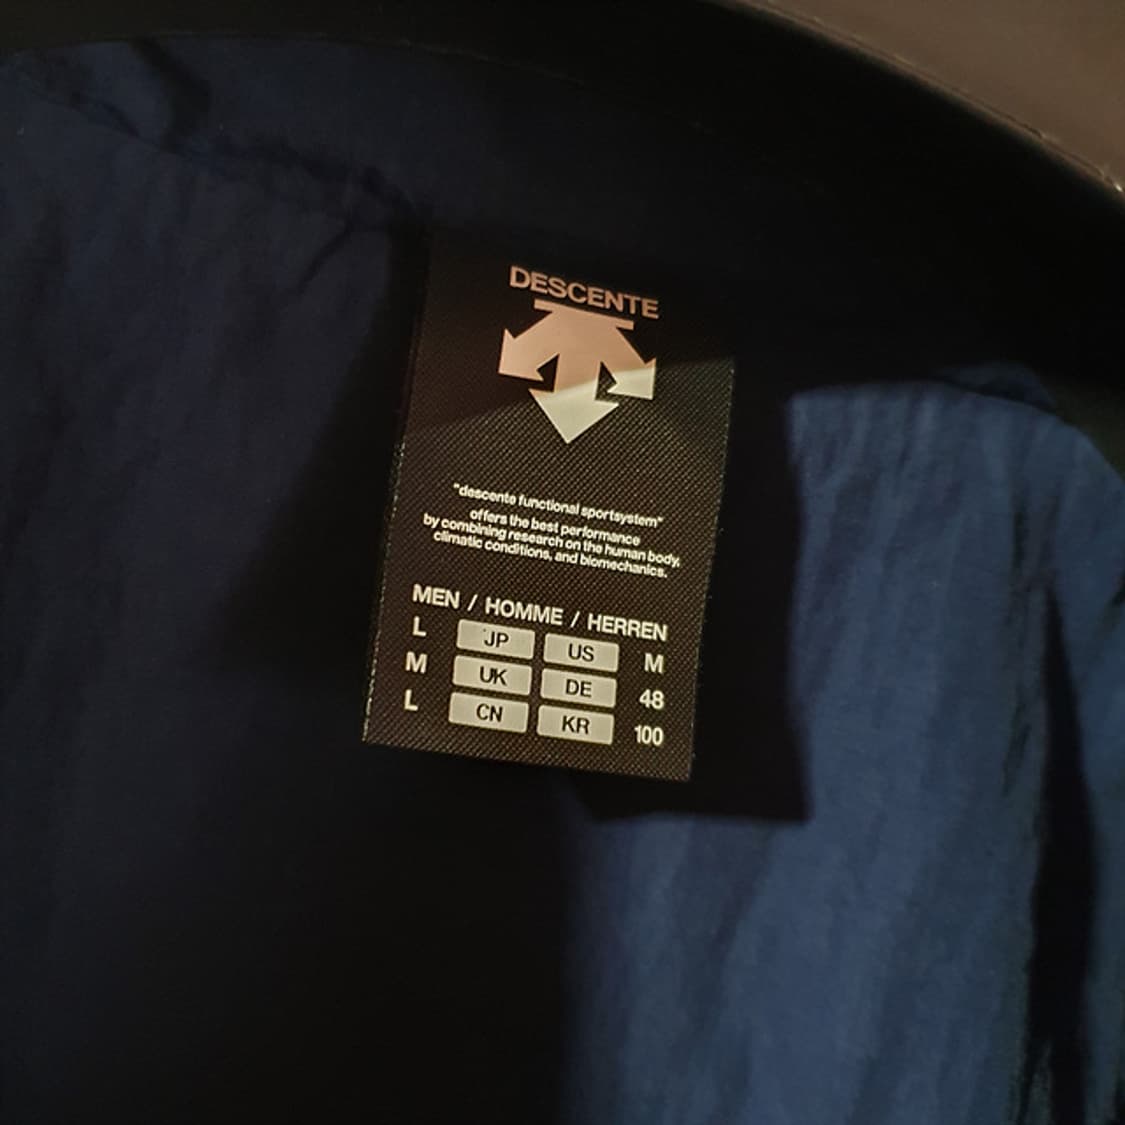 DESCENTE
"descente functional sportsystem"
offers the best performance
by combining research on the human body,
climatic conditions, and biomechanics.
MEN / HOMME / HERREN
L JP US M
M UK DE 48
L CN KR 100